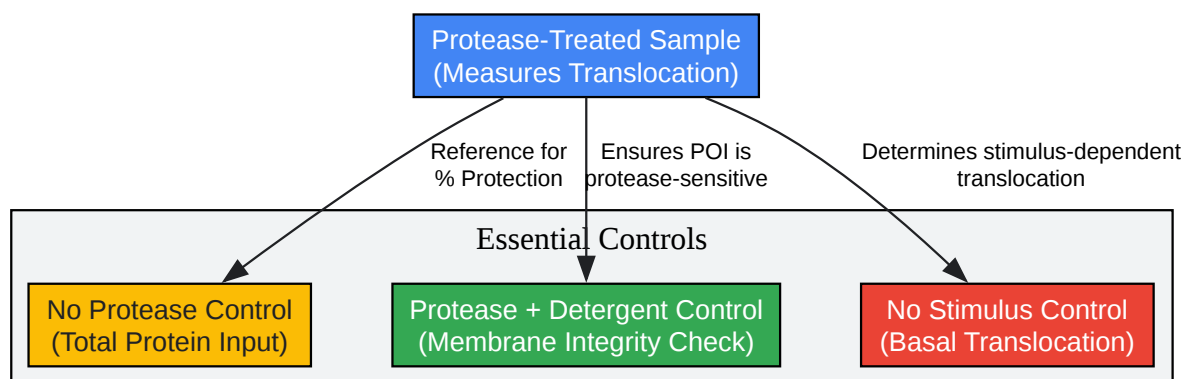 Protease-Treated Sample
(Measures Translocation)
Reference for
% Protection
Ensures POI is
protease-sensitive
Determines stimulus-dependent
translocation
Essential Controls
No Protease Control
(Total Protein Input)
Protease + Detergent Control
(Membrane Integrity Check)
No Stimulus Control
(Basal Translocation)